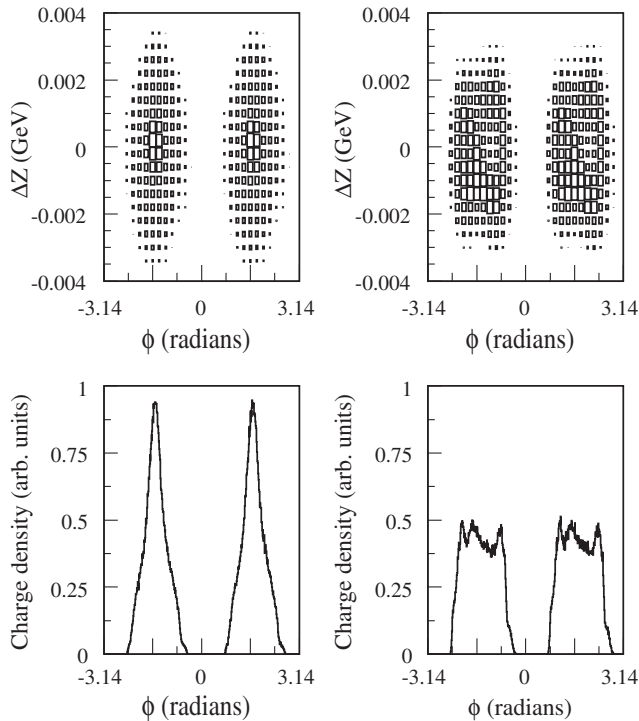 0.004
0.002
0
-0.002
-0.004
ΔZ (GeV)
-3.14 0 3.14
ϕ (radians)
0.004
0.002
0
-0.002
-0.004
ΔZ (GeV)
-3.14 0 3.14
ϕ (radians)
1
0.75
0.5
0.25
0
Charge density (arb. units)
-3.14 0 3.14
ϕ (radians)
1
0.75
0.5
0.25
0
Charge density (arb. units)
-3.14 0 3.14
ϕ (radians)